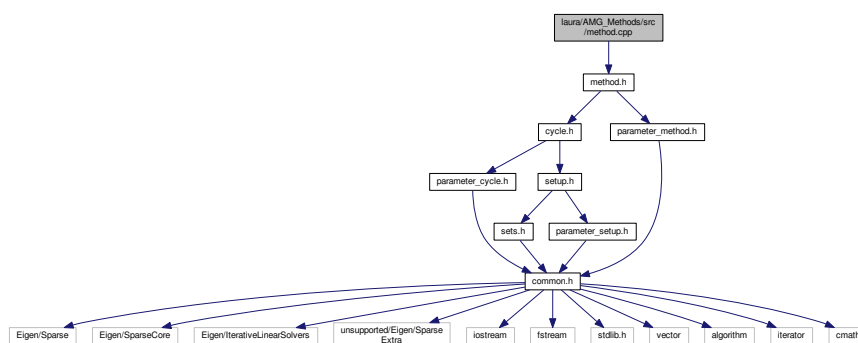 laura/AMG_Methods/src
/method.cpp
method.h
cycle.h
parameter_method.h
parameter_cycle.h
setup.h
sets.h
parameter_setup.h
common.h
Eigen/Sparse
Eigen/SparseCore
Eigen/IterativeLinearSolvers
unsupported/Eigen/Sparse
Extra
iostream
fstream
stdlib.h
vector
algorithm
iterator
cmath